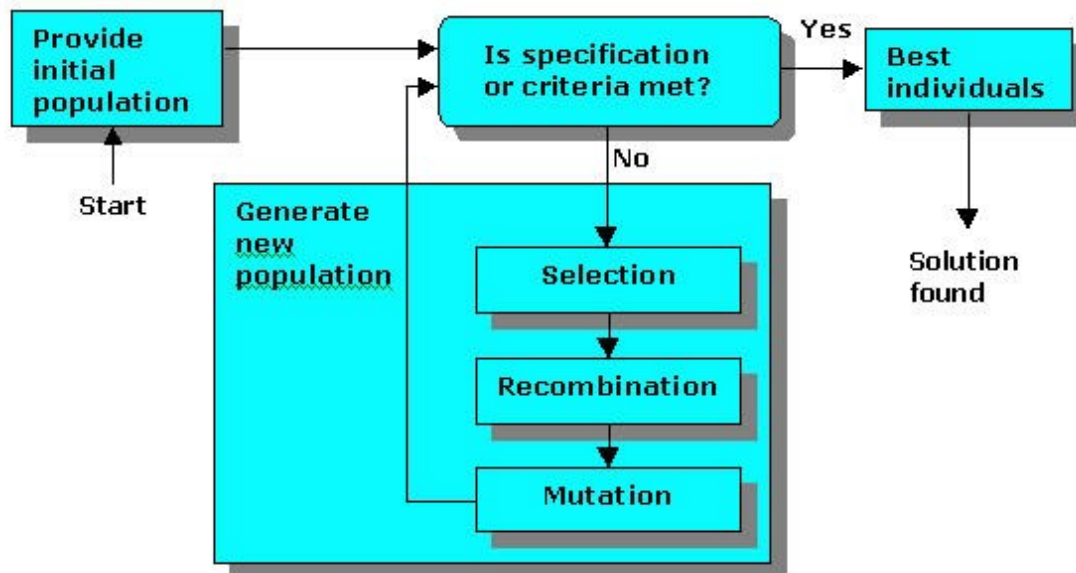 Provide
initial
population
Start
Is specification
or criteria met?
Yes
Best
individuals
Solution
found
No
Generate
new
population
Selection
Recombination
Mutation